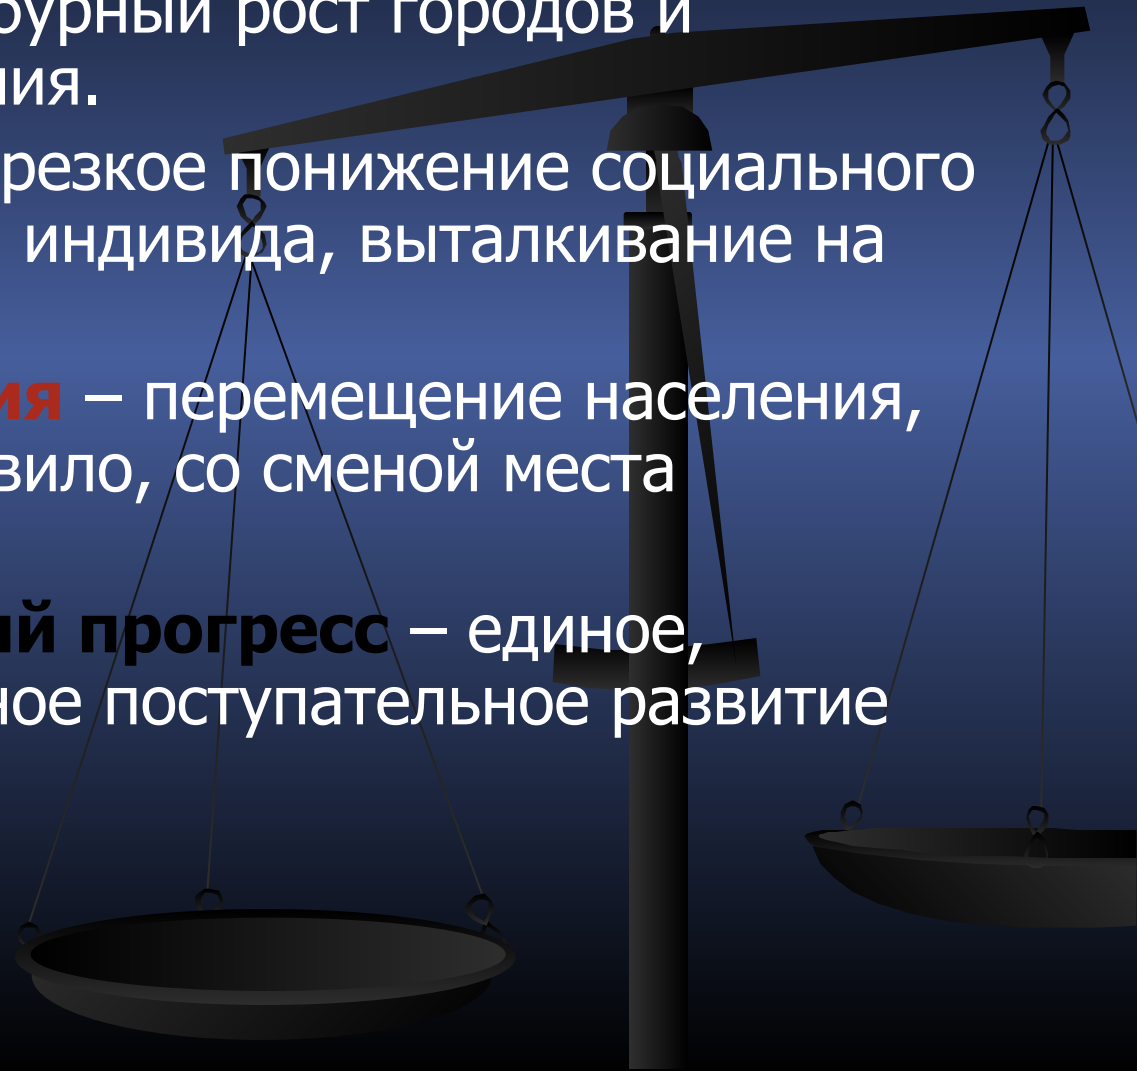 бурный рост городов и
ния.
резкое понижение социального
индивида, выталкивание на
ия – перемещение населения,
вило, со сменой места
ый прогресс – единое,
ное поступательное развитие